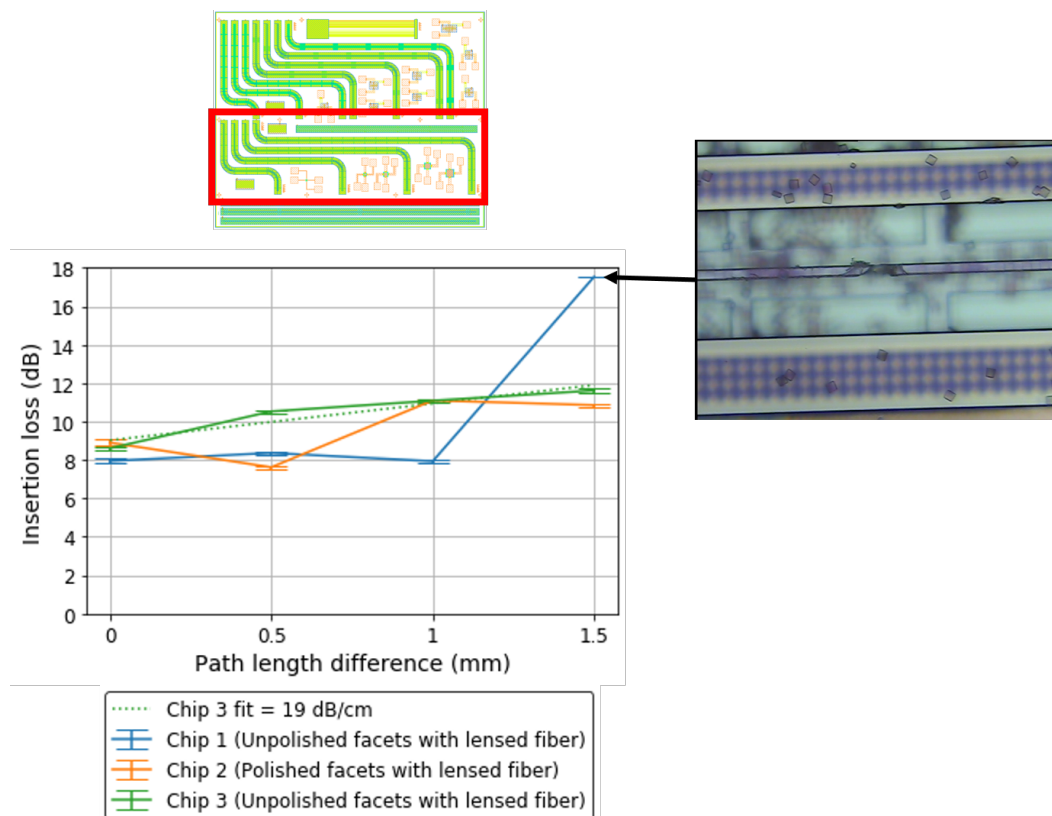 18
16
14
12
10
8
6
4
2
0
Insertion loss (dB)
0 0.5 1 1.5
Path length difference (mm)
Chip 3 fit = 19 dB/cm
Chip 1 (Unpolished facets with lensed fiber)
Chip 2 (Polished facets with lensed fiber)
Chip 3 (Unpolished facets with lensed fiber)